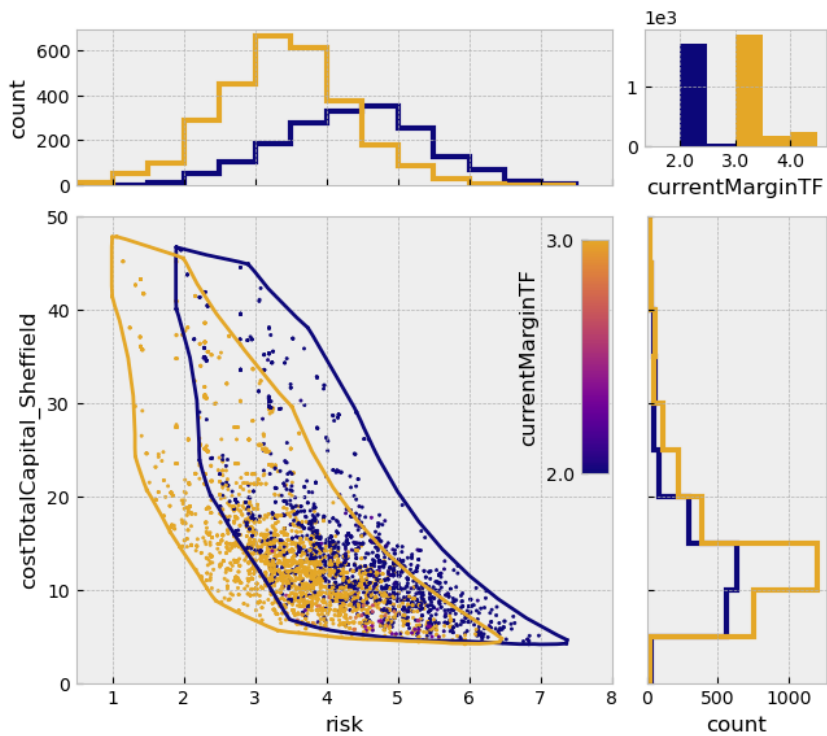 1e3
600
400
200
0
count
1
0
2.0 3.0 4.0
currentMarginTF
50
40
30
20
10
0
costTotalCapital_Sheffield
3.0
2.0
currentMarginTF
1 2 3 4 5 6 7 8
risk
0 500 1000
count